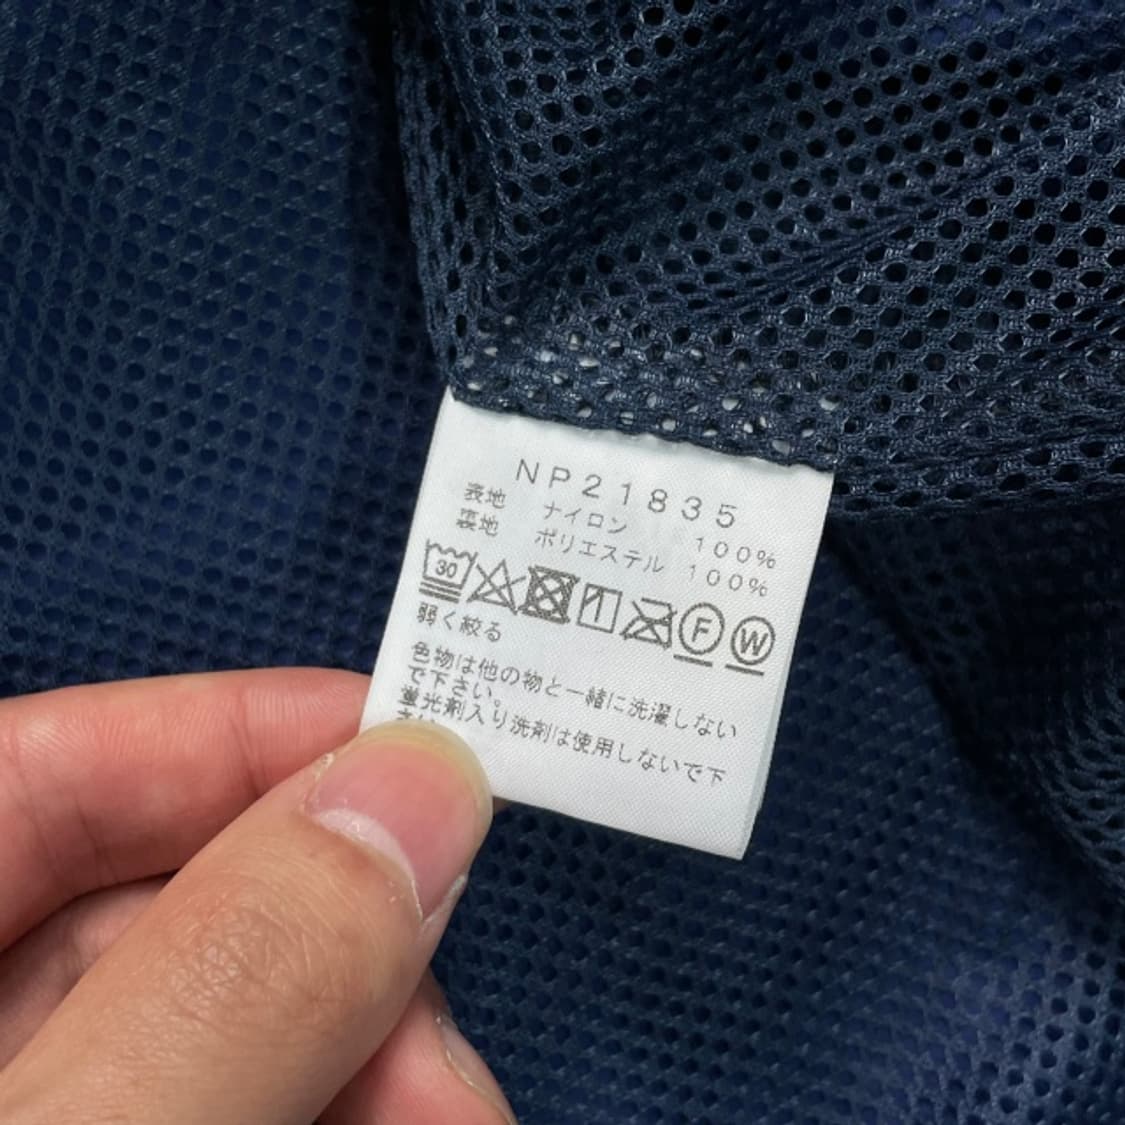 NP21835
表地 ナイロン 100%
裏地 ポリエステル 100%
30 F W
弱く絞る
色物は他の物と一緒に洗濯しない
で下さい。
蛍光剤入り洗剤は使用しないで下